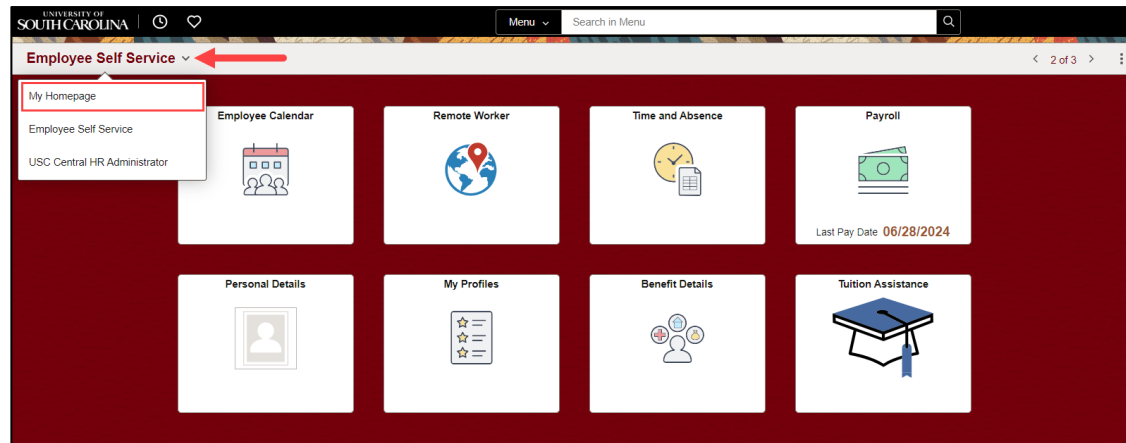 UNIVERSITY OF
SOUTH CAROLINA
Menu
Search in Menu
Employee Self Service
2 of 3
My Homepage
Employee Self Service
USC Central HR Administrator
Employee Calendar
Remote Worker
Time and Absence
Payroll
Last Pay Date 06/28/2024
Personal Details
My Profiles
Benefit Details
Tuition Assistance